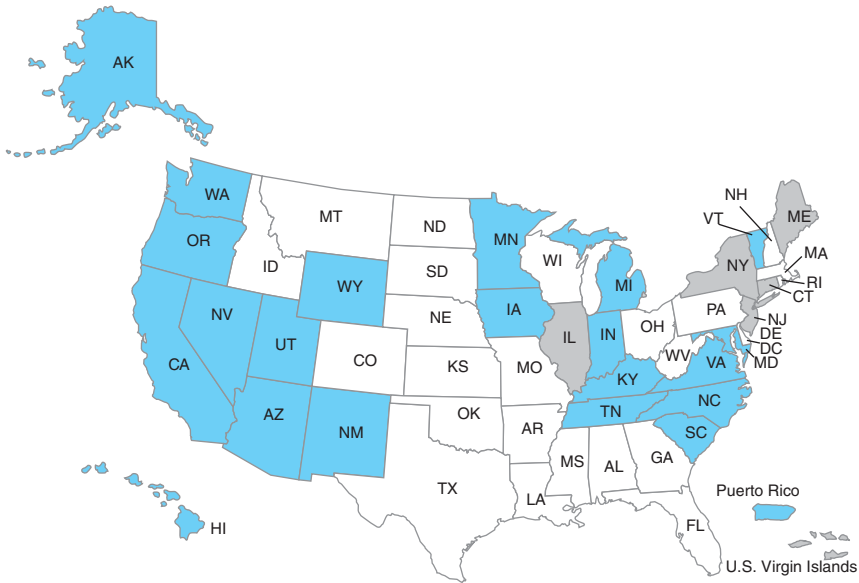 AK
WA
OR
MT
ID
ND
SD
MN
WI
WY
NE
IA
MI
NV
UT
CA
CO
KS
MO
IL
IN
OH
PA
NY
VT
NH
ME
MA
RI
CT
NJ
DE
DC
MD
WV
VA
KY
NC
TN
SC
AZ
NM
OK
AR
MS
AL
GA
TX
LA
FL
HI
Puerto Rico
U.S. Virgin Islands